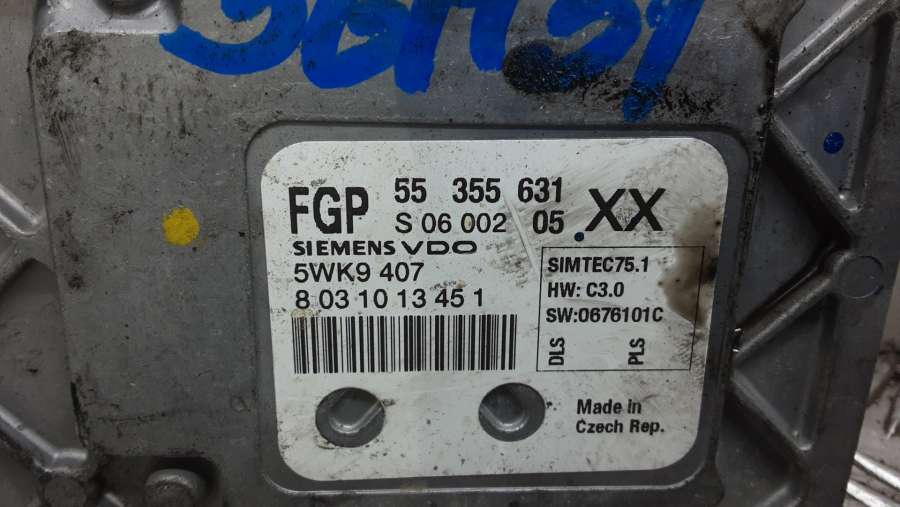 FGP 55 355 631 XX
S 06 002 05
SIEMENS VDO
5WK9 407
8 03 10 13 45 1
SIMTEC75.1
HW: C3.0
SW:0676101C
DLS PLS
Made in
Czech Rep.